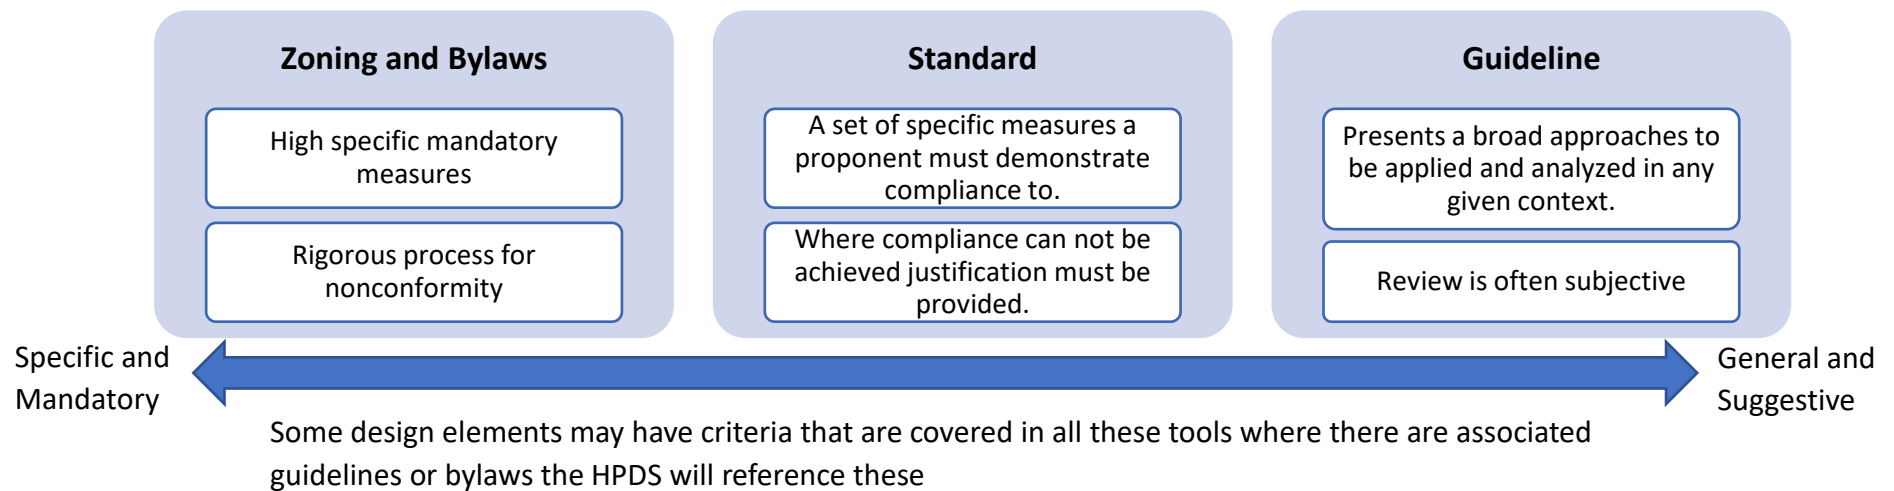 Zoning and Bylaws
High specific mandatory
measures
Rigorous process for
nonconformity
Standard
A set of specific measures a
proponent must demonstrate
compliance to.
Where compliance can not be
achieved justification must be
provided.
Guideline
Presents a broad approaches to
be applied and analyzed in any
given context.
Review is often subjective
Specific and
Mandatory
General and
Suggestive
Some design elements may have criteria that are covered in all these tools where there are associated
guidelines or bylaws the HPDS will reference these